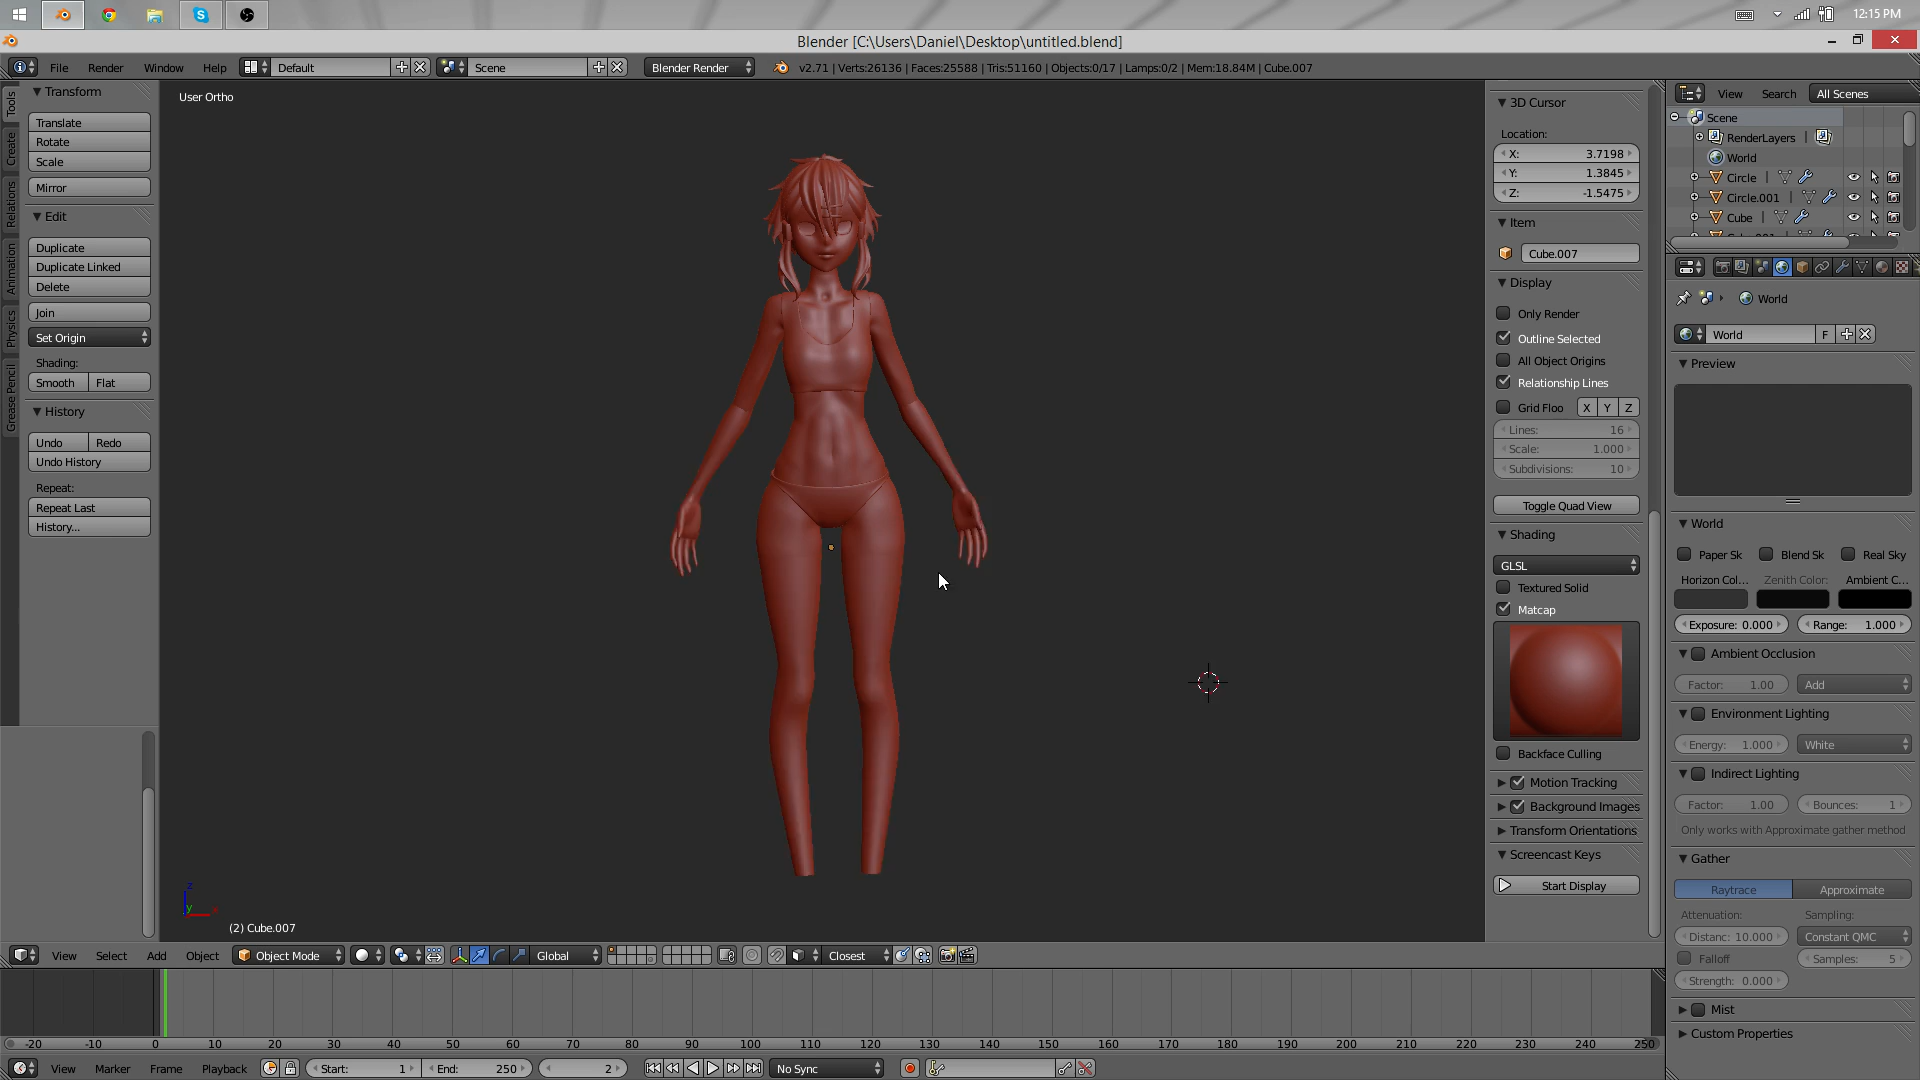 12:15 PM
Blender [C:\Users\Daniel\Desktop\untitled.blend]
File Render Window Help Default Scene Blender Render v2.71 | Verts:26136 | Faces:25588 | Tris:51160 | Objects:0/17 | Lamps:0/2 | Mem:18.84M | Cube.007
Tools
Create
Relations
Animation
Physics
Grease Pencil
Transform
Translate
Rotate
Scale
Mirror
Edit
Duplicate
Duplicate Linked
Delete
Join
Set Origin
Shading:
Smooth Flat
History
Undo Redo
Undo History
Repeat:
Repeat Last
History...
User Ortho
(2) Cube.007
z
y
3D Cursor
Location:
X: 3.7198
Y: 1.3845
Z: -1.5475
Item
Cube.007
Display
Only Render
Outline Selected
All Object Origins
Relationship Lines
Grid Floo X Y Z
Lines: 16
Scale: 1.000
Subdivisions: 10
Toggle Quad View
Shading
GLSL
Textured Solid
Matcap
Backface Culling
Motion Tracking
Background Images
Transform Orientations
Screencast Keys
Start Display
View Search All Scenes
Scene
RenderLayers |
World
Circle |
Circle.001
Cube |
World
World F
Preview
World
Paper Sk Blend Sk Real Sky
Horizon Col... Zenith Color: Ambient C...
Exposure: 0.000 Range: 1.000
Ambient Occlusion
Factor: 1.00 Add
Environment Lighting
Energy: 1.000 White
Indirect Lighting
Factor: 1.00 Bounces: 1
Only works with Approximate gather method
Gather
Raytrace Approximate
Attenuation: Sampling:
Distanc: 10.000 Constant QMC
Falloff Samples: 5
Strength: 0.000
Mist
Custom Properties
View Select Add Object Object Mode Global Closest
-20 -10 0 10 20 30 40 50 60 70 80 90 100 110 120 130 140 150 160 170 180 190 200 210 220 230 240 250
View Marker Frame Playback Start: 1 End: 250 2 No Sync